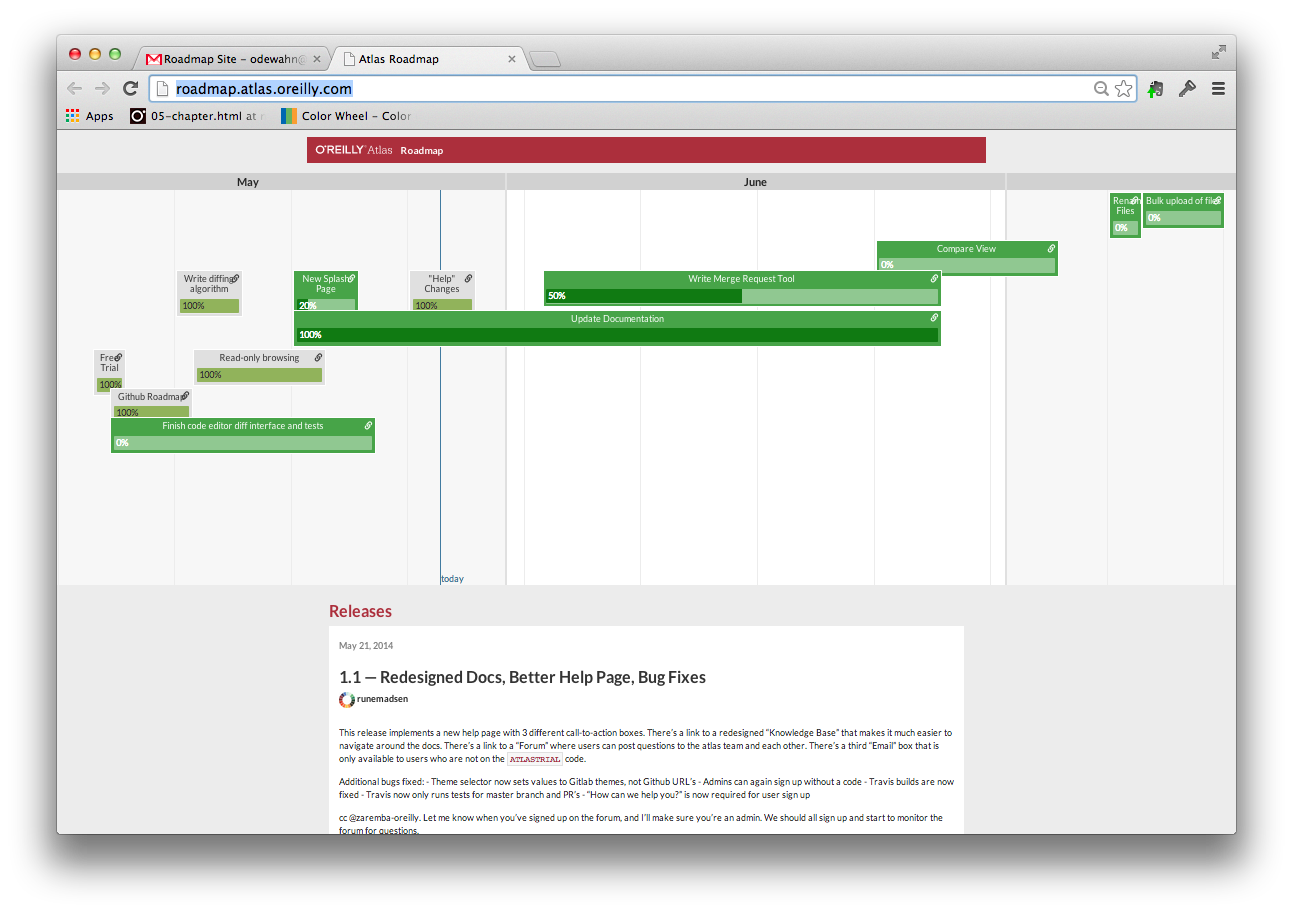 Roadmap Site – odewahn@
Atlas Roadmap
roadmap.atlas.oreilly.com
Apps
05-chapter.html at
Color Wheel – Color
O'REILLY Atlas Roadmap
May
June
Rename
Files
0%
Bulk upload of files
0%
Compare View
0%
Write diffing
algorithm
100%
New Splash
Page
20%
"Help"
Changes
100%
Write Merge Request Tool
50%
Update Documentation
100%
Free
Trial
100%
Read-only browsing
100%
Github Roadmap
100%
Finish code editor diff interface and tests
0%
today
Releases
May 21, 2014
1.1 — Redesigned Docs, Better Help Page, Bug Fixes
runemadsen
This release implements a new help page with 3 different call-to-action boxes. There's a link to a redesigned “Knowledge Base” that makes it much easier to
navigate around the docs. There's a link to a “Forum” where users can post questions to the atlas team and each other. There's a third “Email” box that is
only available to users who are not on the ATLASTRIAL code.
Additional bugs fixed: - Theme selector now sets values to Gitlab themes, not Github URL's - Admins can again sign up without a code - Travis builds are now
fixed - Travis now only runs tests for master branch and PR's - “How can we help you?” is now required for user sign up
cc @zaremba-oreilly. Let me know when you've signed up on the forum, and I'll make sure you're an admin. We should all sign up and start to monitor the
forum for questions.